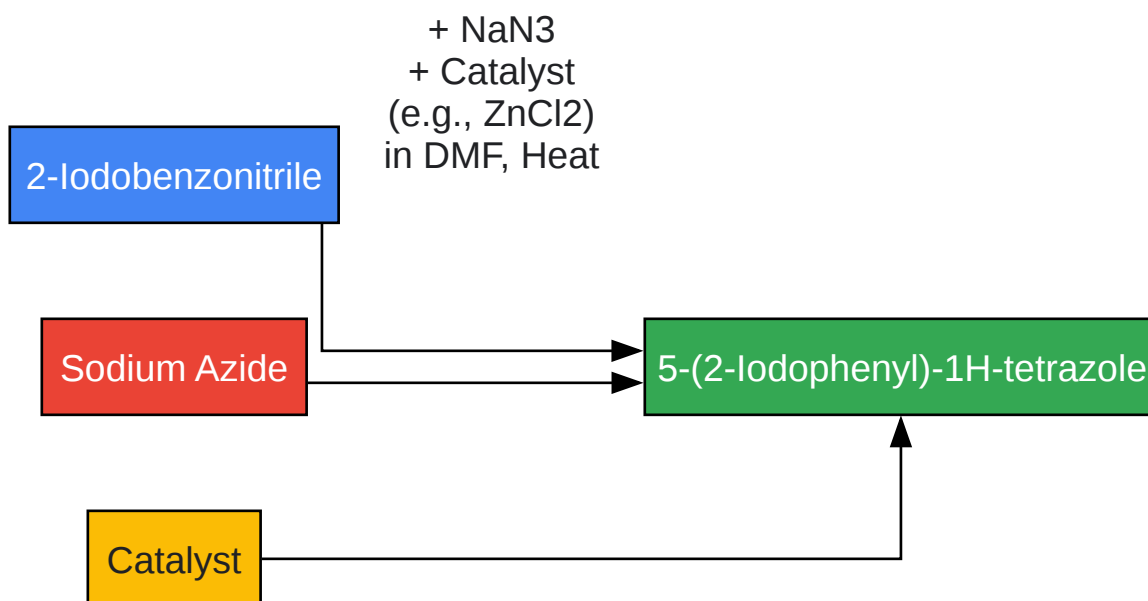 + NaN3
+ Catalyst
(e.g., ZnCl2)
in DMF, Heat
2-Iodobenzonitrile
Sodium Azide
5-(2-Iodophenyl)-1H-tetrazole
Catalyst